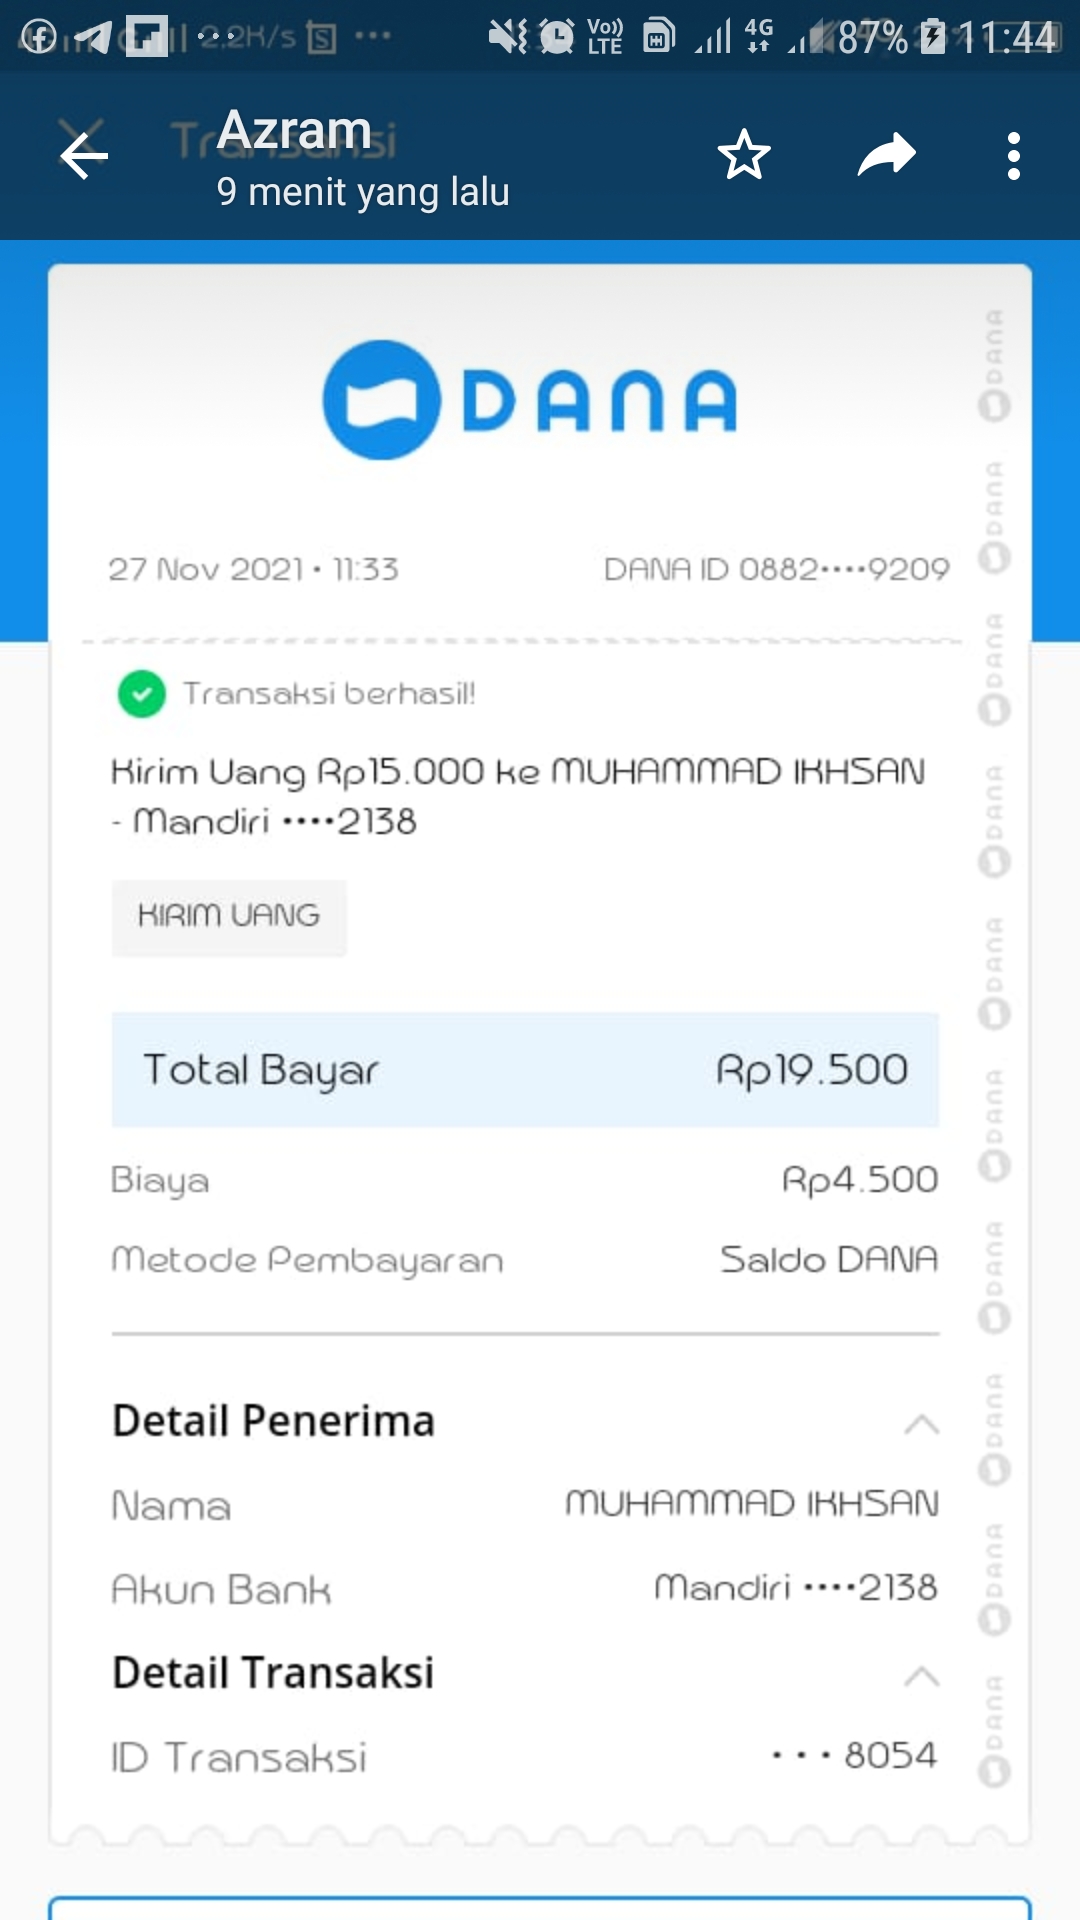 2.2K/s
Vo)) LTE 4G 87% 11:44
Transaksi
Azram
9 menit yang lalu
DANA
27 Nov 2021 • 11:33 DANA ID 0882••••9209
Transaksi berhasil!
Kirim Uang Rp15.000 ke MUHAMMAD IKHSAN
- Mandiri ••••2138
KIRIM UANG
Total Bayar Rp19.500
Biaya Rp4.500
Metode Pembayaran Saldo DANA
Detail Penerima
Nama MUHAMMAD IKHSAN
Akun Bank Mandiri ••••2138
Detail Transaksi
ID Transaksi • • • 8054
DANA
DANA
DANA
DANA
DANA
DANA
DANA
DANA
DANA
DANA